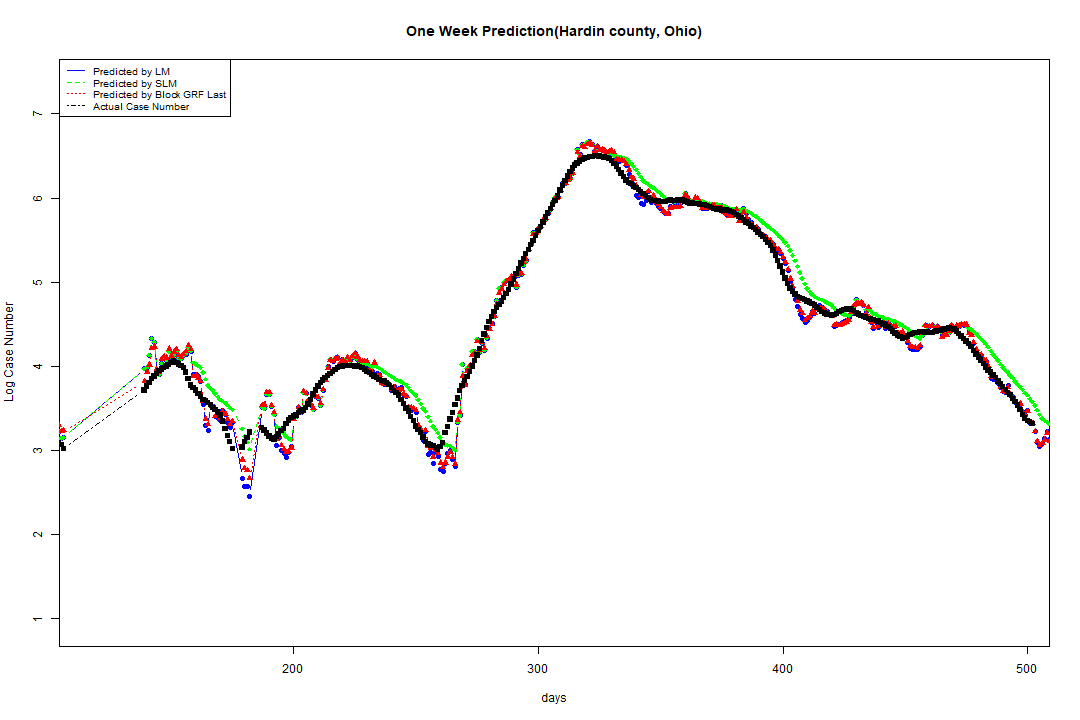 One Week Prediction(Hardin county, Ohio)
Predicted by LM
Predicted by SLM
Predicted by Block GRF Last
Actual Case Number
7
6
5
4
3
2
1
Log Case Number
200 300 400 500
days